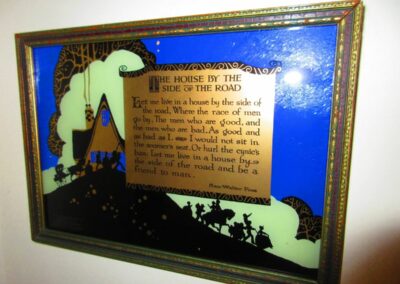 THE HOUSE BY THE
SIDE OF THE ROAD
Let me live in a house by the side of
the road, Where the race of men
go by. The men who are good, and
the men who are bad, As good and
as bad as I. I would not sit in
the scorner's seat, Or hurl the cynic's
ban. Let me live in a house by
the side of the road and be a
friend to man.
Sam Walter Foss